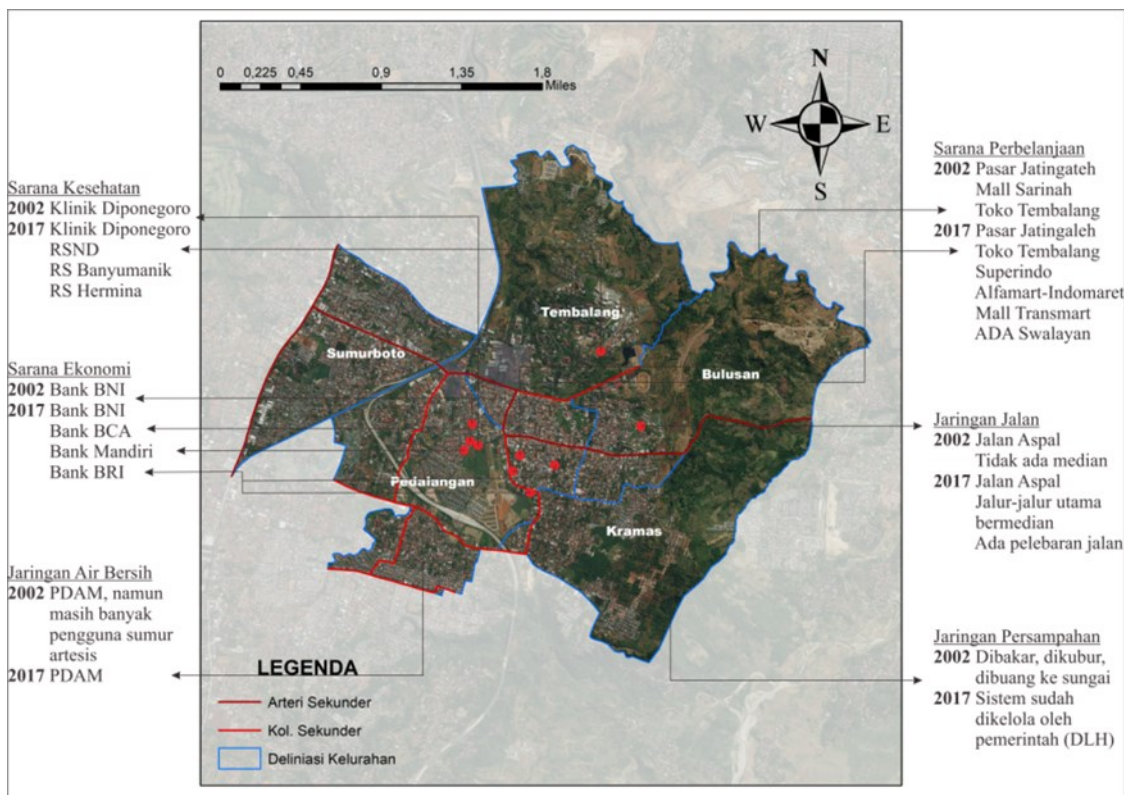 0 0,225 0,45 0,9 1,35 1,8
Miles
N
W E
S
Sarana Kesehatan
2002 Klinik Diponegoro
2017 Klinik Diponegoro
RSND
RS Banyumanik
RS Hermina
Sarana Ekonomi
2002 Bank BNI
2017 Bank BNI
Bank BCA
Bank Mandiri
Bank BRI
Jaringan Air Bersih
2002 PDAM, namun
masih banyak
pengguna sumur
artesis
2017 PDAM
Tembalang
Sumurboto
Bulusan
Pedalangan
Kramas
LEGENDA
Arteri Sekunder
Kol. Sekunder
Deliniasi Kelurahan
Sarana Perbelanjaan
2002 Pasar Jatingateh
Mall Sarinah
Toko Tembalang
2017 Pasar Jatingaleh
Toko Tembalang
Superindo
Alfamart-Indomaret
Mall Transmart
ADA Swalayan
Jaringan Jalan
2002 Jalan Aspal
Tidak ada median
2017 Jalan Aspal
Jalur-jalur utama
bermedian
Ada pelebaran jalan
Jaringan Persampahan
2002 Dibakar, dikubur,
dibuang ke sungai
2017 Sistem sudah
dikelola oleh
pemerintah (DLH)